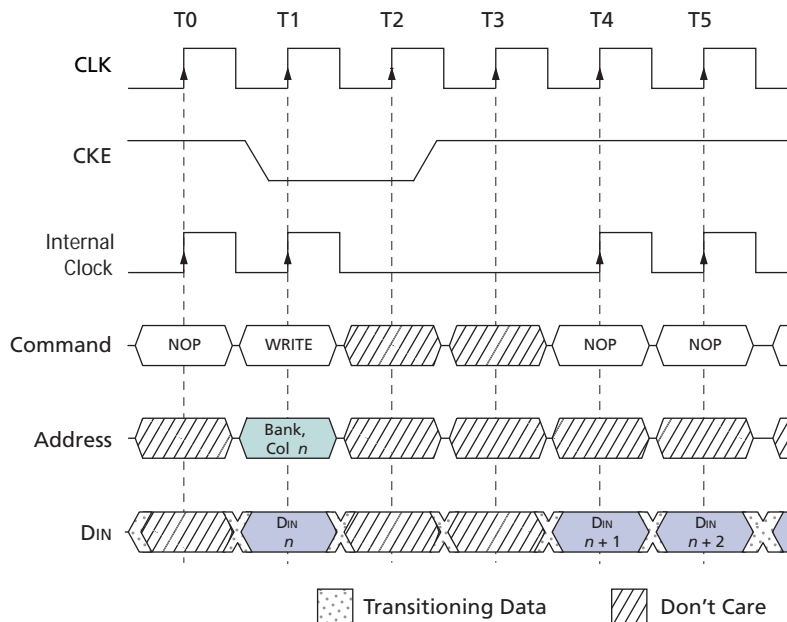 T0 T1 T2 T3 T4 T5
CLK
CKE
Internal
Clock
Command NOP WRITE NOP NOP
Address Bank,
Col n
DIN DIN
n DIN
n + 1 DIN
n + 2
Transitioning Data Don't Care